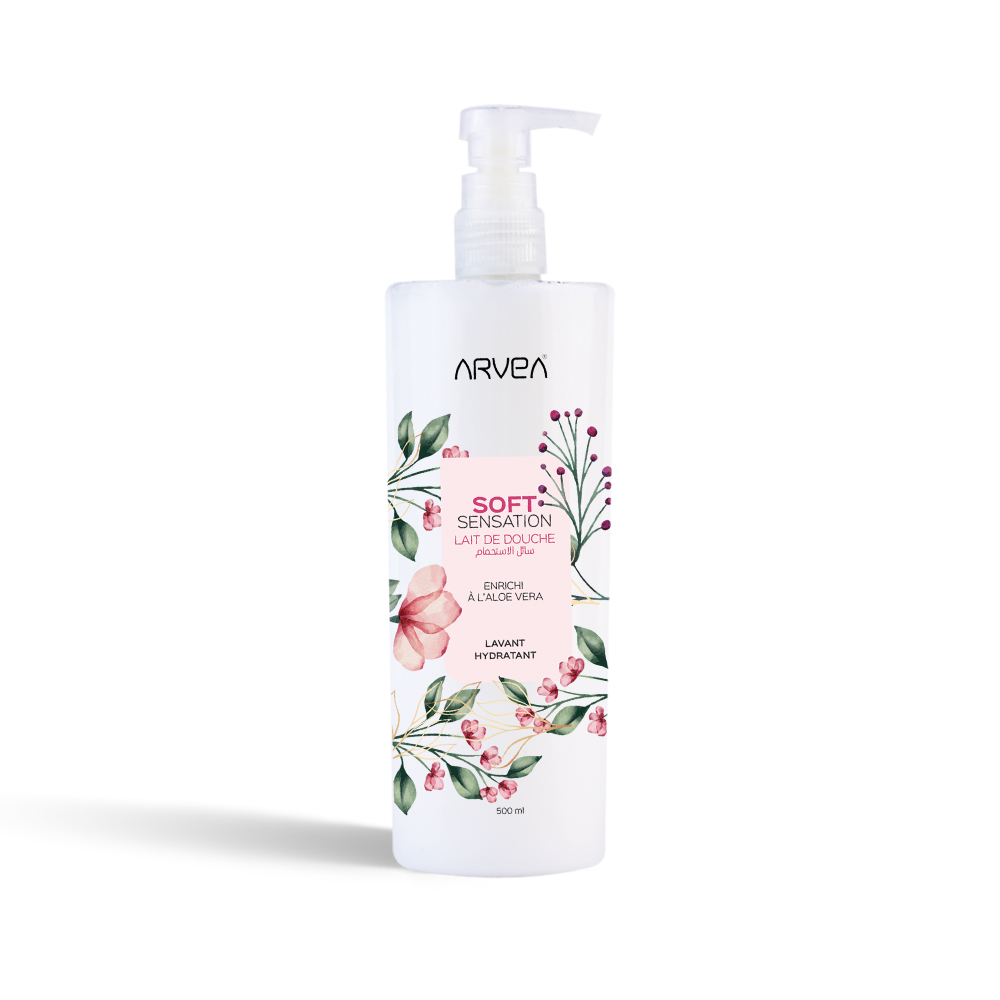 ARVEA®
SOFT
SENSATION
LAIT DE DOUCHE
سائل الاستحمام
ENRICHI
À L'ALOE VERA
LAVANT
HYDRATANT
500 ml